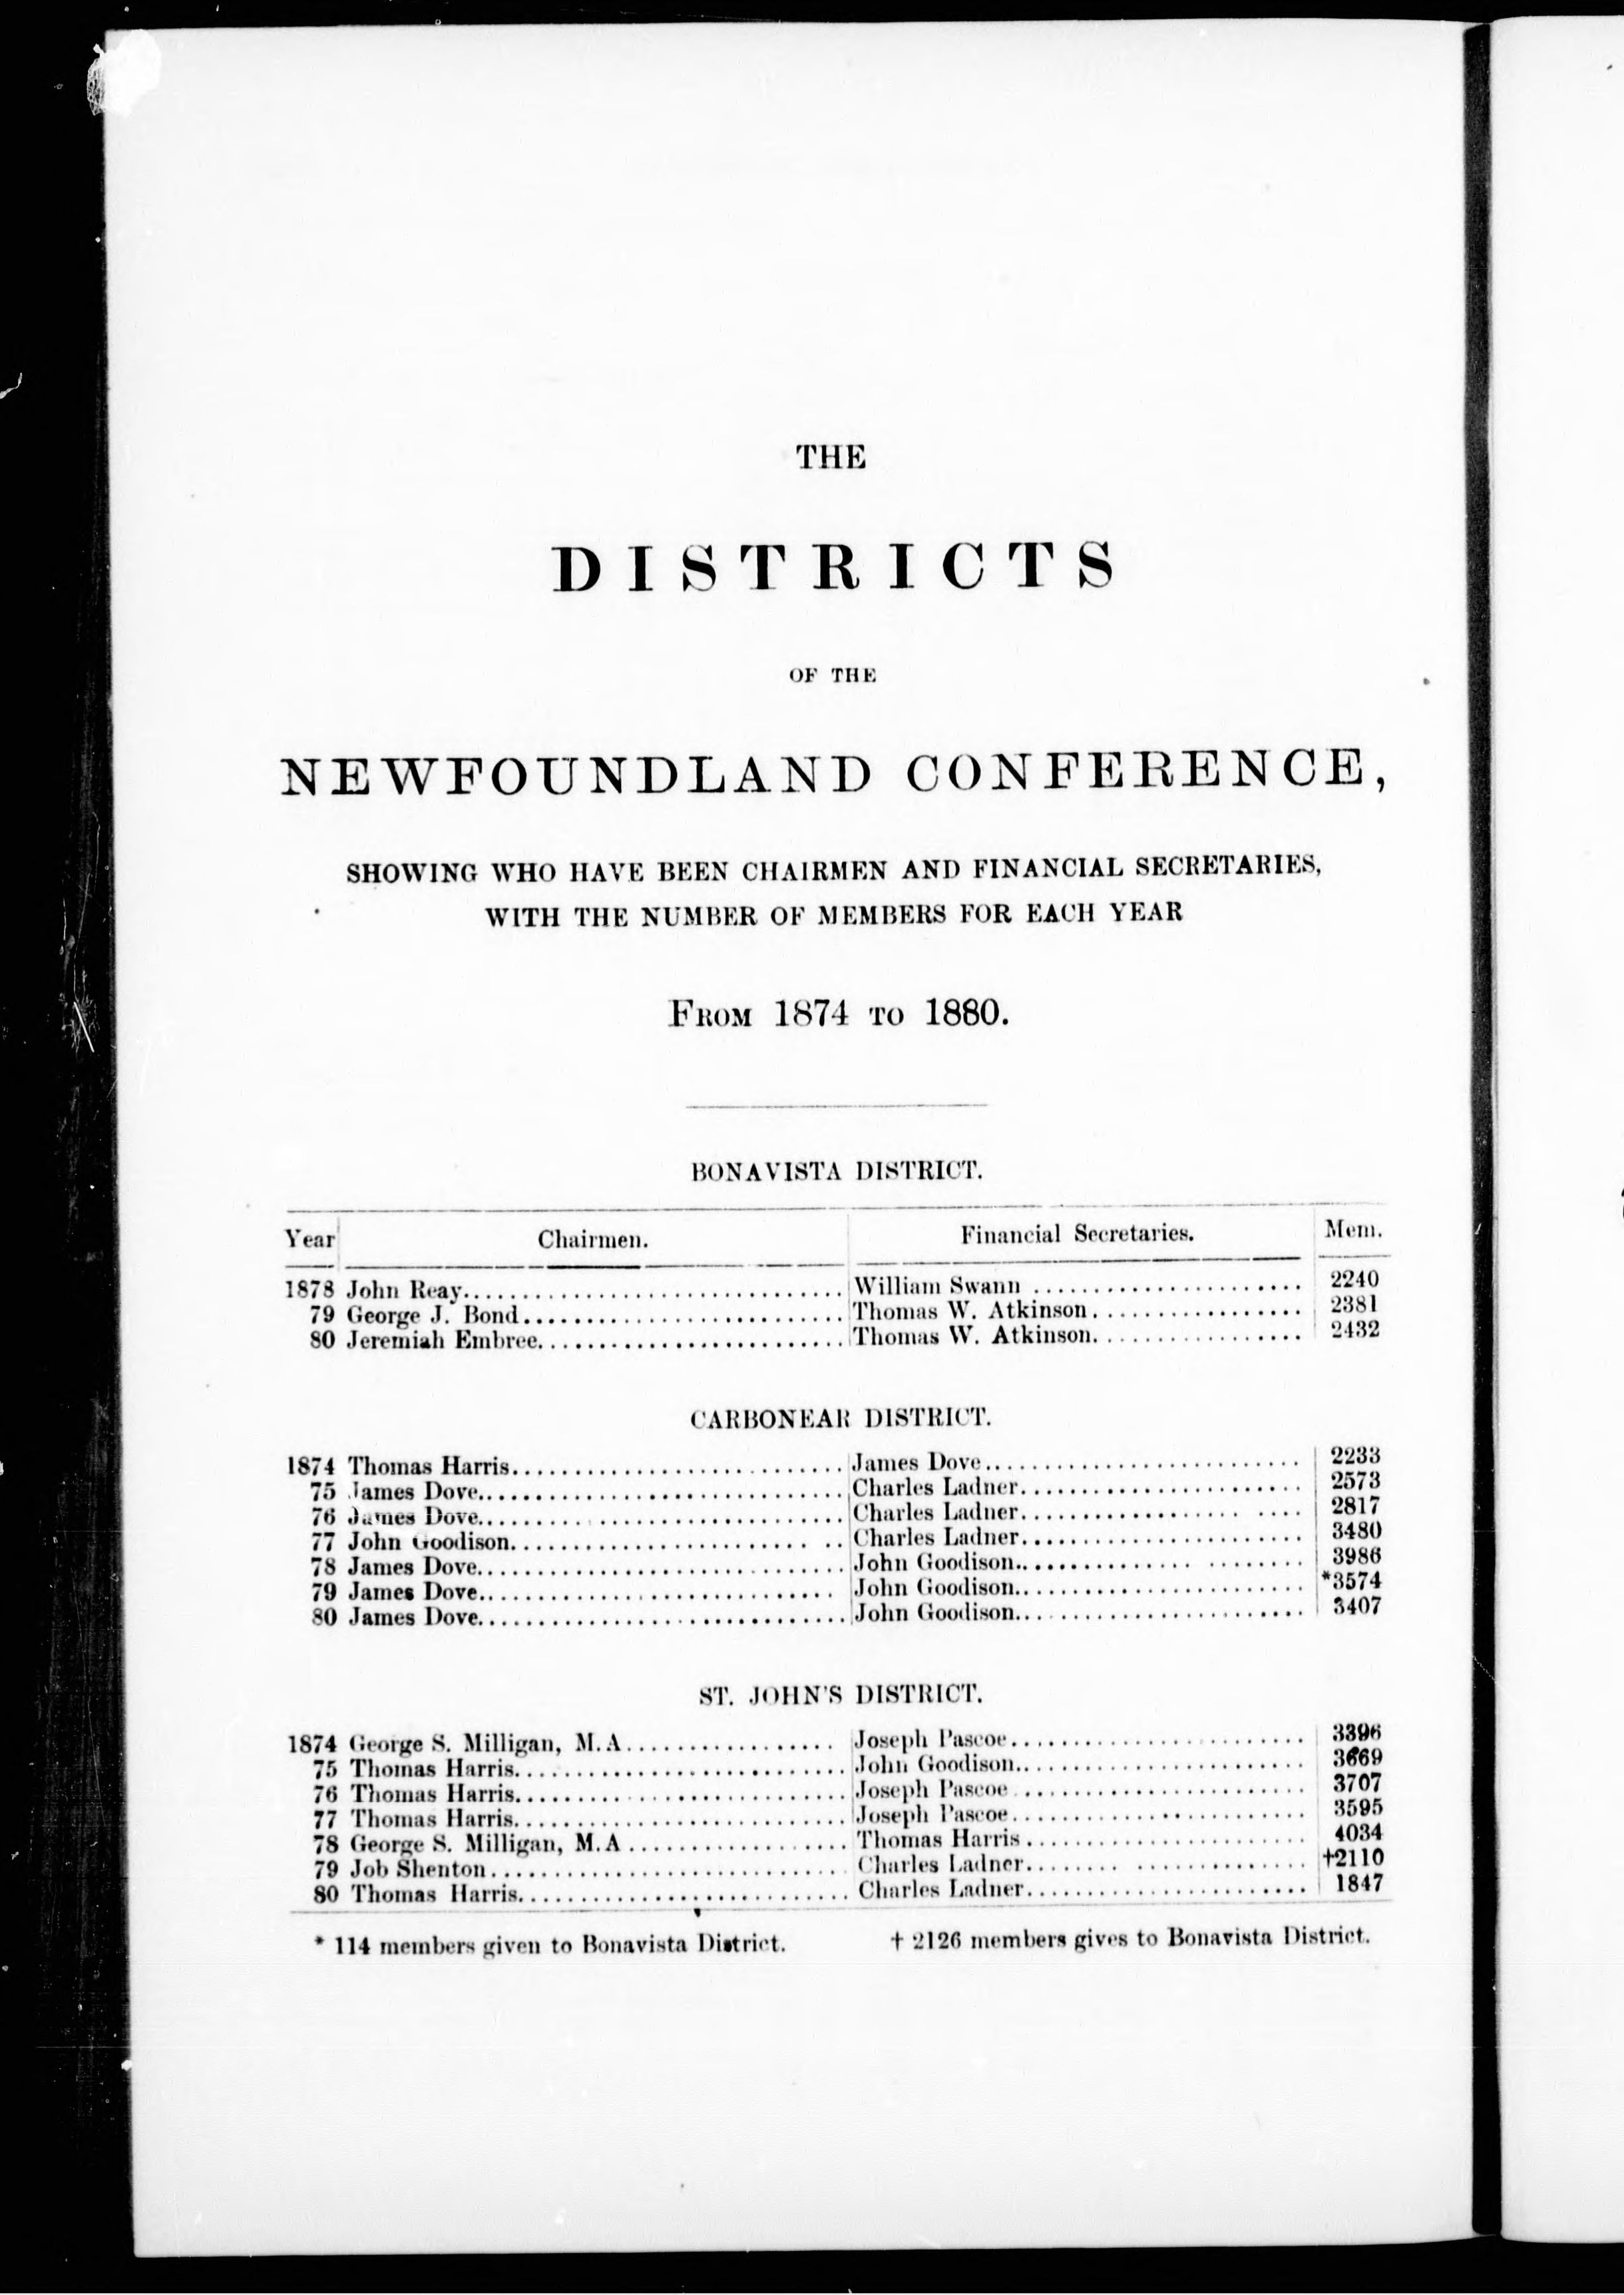 THE
DISTRICTS
OF THE
NEWFOUNDLAND CONFERENCE,
SHOWING WHO HAVE BEEN CHAIRMEN AND FINANCIAL SECRETARIES,
WITH THE NUMBER OF MEMBERS FOR EACH YEAR
FROM 1874 TO 1880.
BONAVISTA DISTRICT.
Year Chairmen. Financial Secretaries. Mem.
1878 John Reay. William Swann 2240
79 George J. Bond. Thomas W. Atkinson. 2381
80 Jeremiah Embree. Thomas W. Atkinson. 2432
CARBONEAR DISTRICT.
1874 Thomas Harris. James Dove. 2233
75 James Dove. Charles Ladner. 2573
76 James Dove. Charles Ladner. 2817
77 John Goodison. Charles Ladner. 3480
78 James Dove. John Goodison. 3986
79 James Dove. John Goodison. *3574
80 James Dove. John Goodison. 3407
ST. JOHN'S DISTRICT.
1874 George S. Milligan, M.A. Joseph Pascoe. 3396
75 Thomas Harris. John Goodison. 3669
76 Thomas Harris. Joseph Pascoe 3707
77 Thomas Harris. Joseph Pascoe. 3595
78 George S. Milligan, M.A Thomas Harris 4034
79 Job Shenton. Charles Ladner. †2110
80 Thomas Harris. Charles Ladner. 1847
* 114 members given to Bonavista District. † 2126 members gives to Bonavista District.